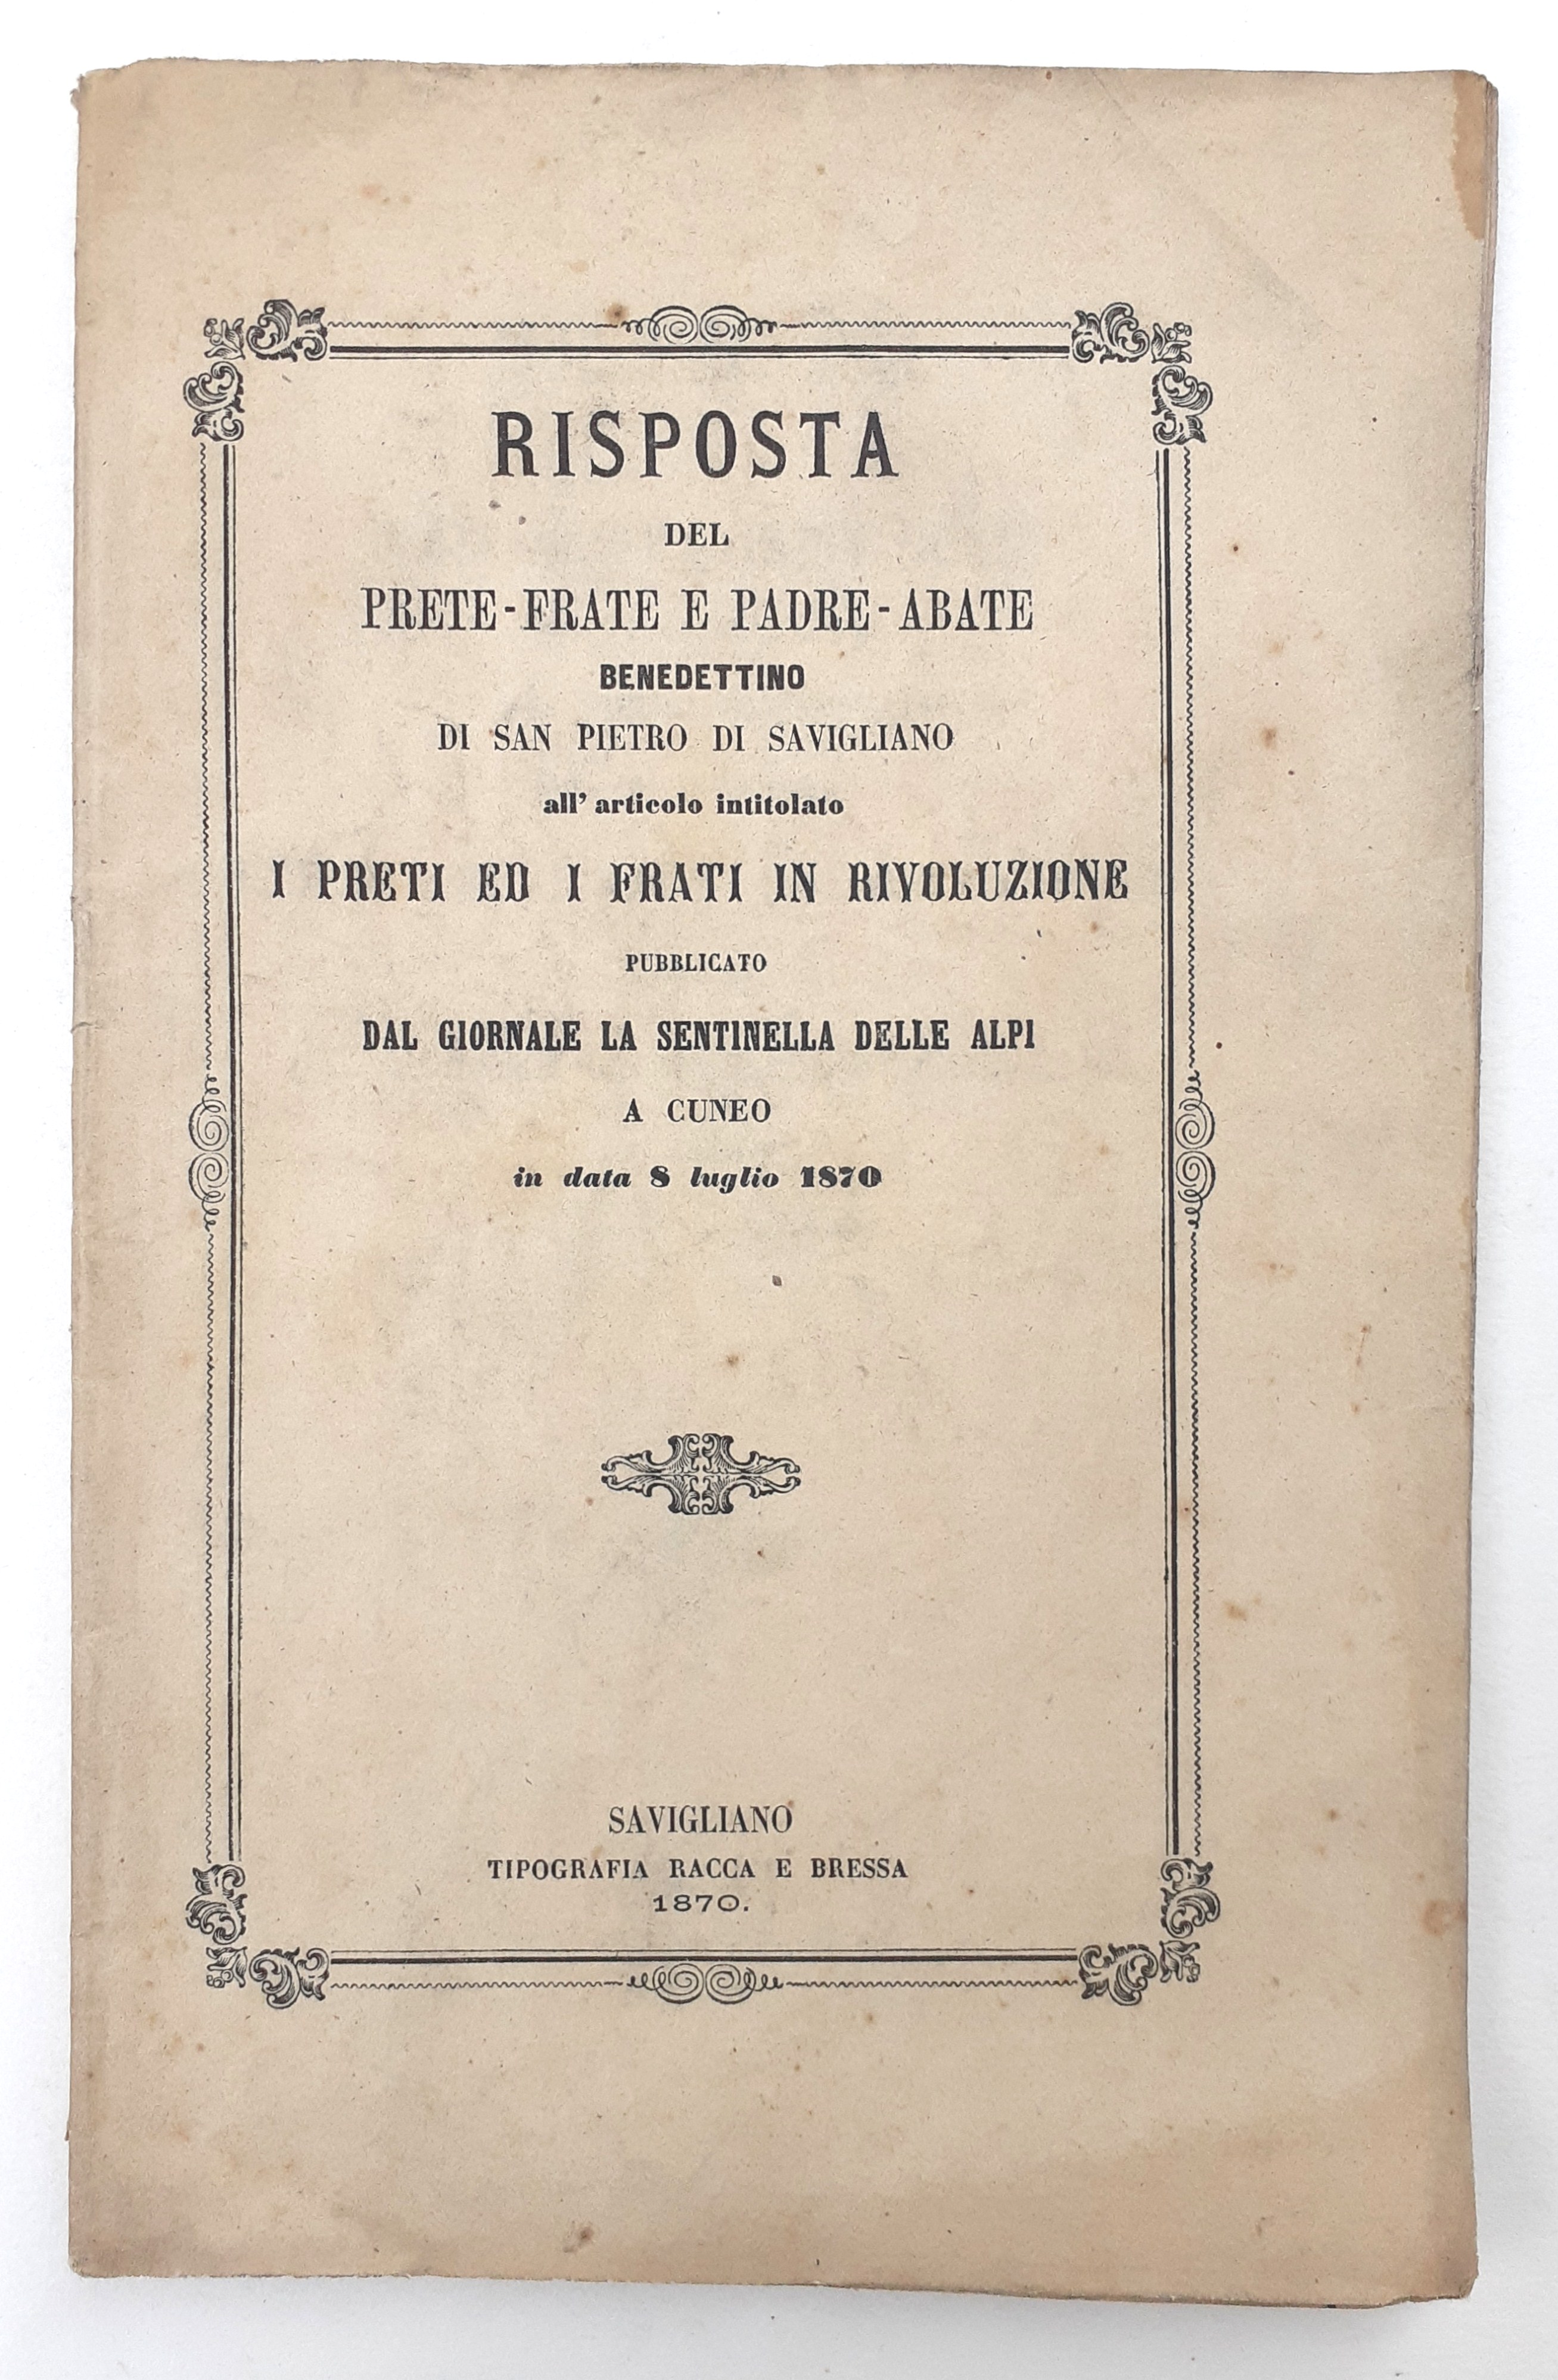 RISPOSTA
DEL
PRETE-FRATE E PADRE-ABATE
BENEDETTINO
DI SAN PIETRO DI SAVIGLIANO
all' articolo intitolato
I PRETI ED I FRATI IN RIVOLUZIONE
PUBBLICATO
DAL GIORNALE LA SENTINELLA DELLE ALPI
A CUNEO
in data 8 luglio 1870
SAVIGLIANO
TIPOGRAFIA RACCA E BRESSA
1870.